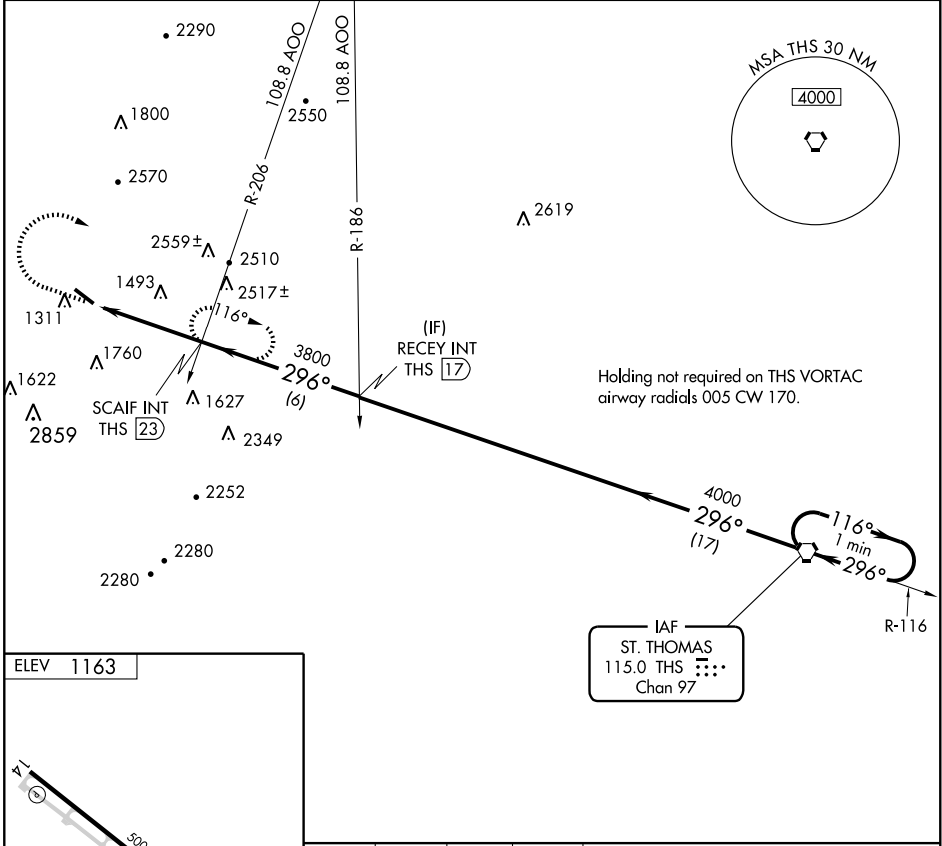 2290
108.8 AOO
108.8 AOO
MSA THS 30 NM
4000
2550
1800
2570
R-206
R-186
2619
2559±
2510
1493
2517±
116°
1311
(IF)
RECEY INT
THS 17
3800
296°
(6)
1760
1622
SCAIF INT
THS 23
1627
2859
2349
Holding not required on THS VORTAC
airway radials 005 CW 170.
2252
4000
296°
(17)
116°
1 min
296°
2280
2280
R-116
IAF
ST. THOMAS
115.0 THS
Chan 97
ELEV 1163
14
P